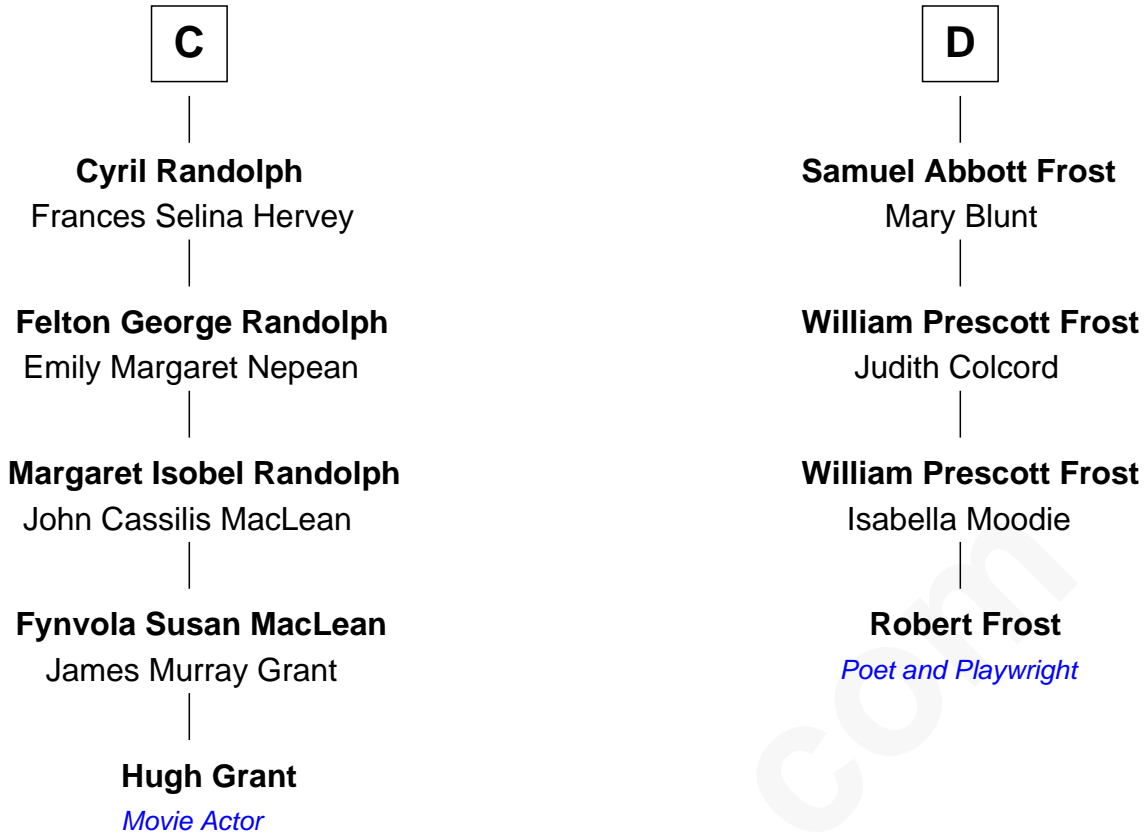 C
Cyril Randolph
Frances Selina Hervey
Felton George Randolph
Emily Margaret Nepean
Margaret Isobel Randolph
John Cassilis MacLean
Fynvola Susan MacLean
James Murray Grant
Hugh Grant
Movie Actor
D
Samuel Abbott Frost
Mary Blunt
William Prescott Frost
Judith Colcord
William Prescott Frost
Isabella Moodie
Robert Frost
Poet and Playwright
com